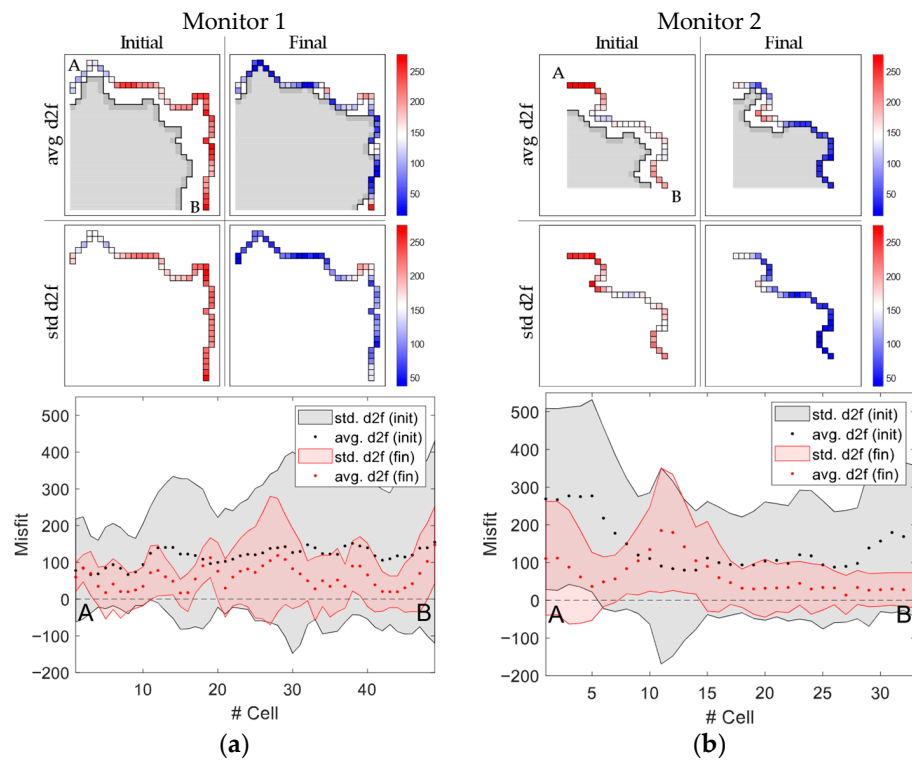 Monitor 1
Initial
Final
A
B
avg d2f
250
200
150
100
50
std d2f
250
200
150
100
50
500
400
300
200
100
0
−100
−200
Misfit
std. d2f (init)
avg. d2f (init)
std. d2f (fin)
avg. d2f (fin)
A
B
10
20
30
40
# Cell
(a)
Monitor 2
Initial
Final
A
B
avg d2f
250
200
150
100
50
std d2f
250
200
150
100
50
500
400
300
200
100
0
−100
−200
Misfit
std. d2f (init)
avg. d2f (init)
std. d2f (fin)
avg. d2f (fin)
A
B
5
10
15
20
25
30
# Cell
(b)